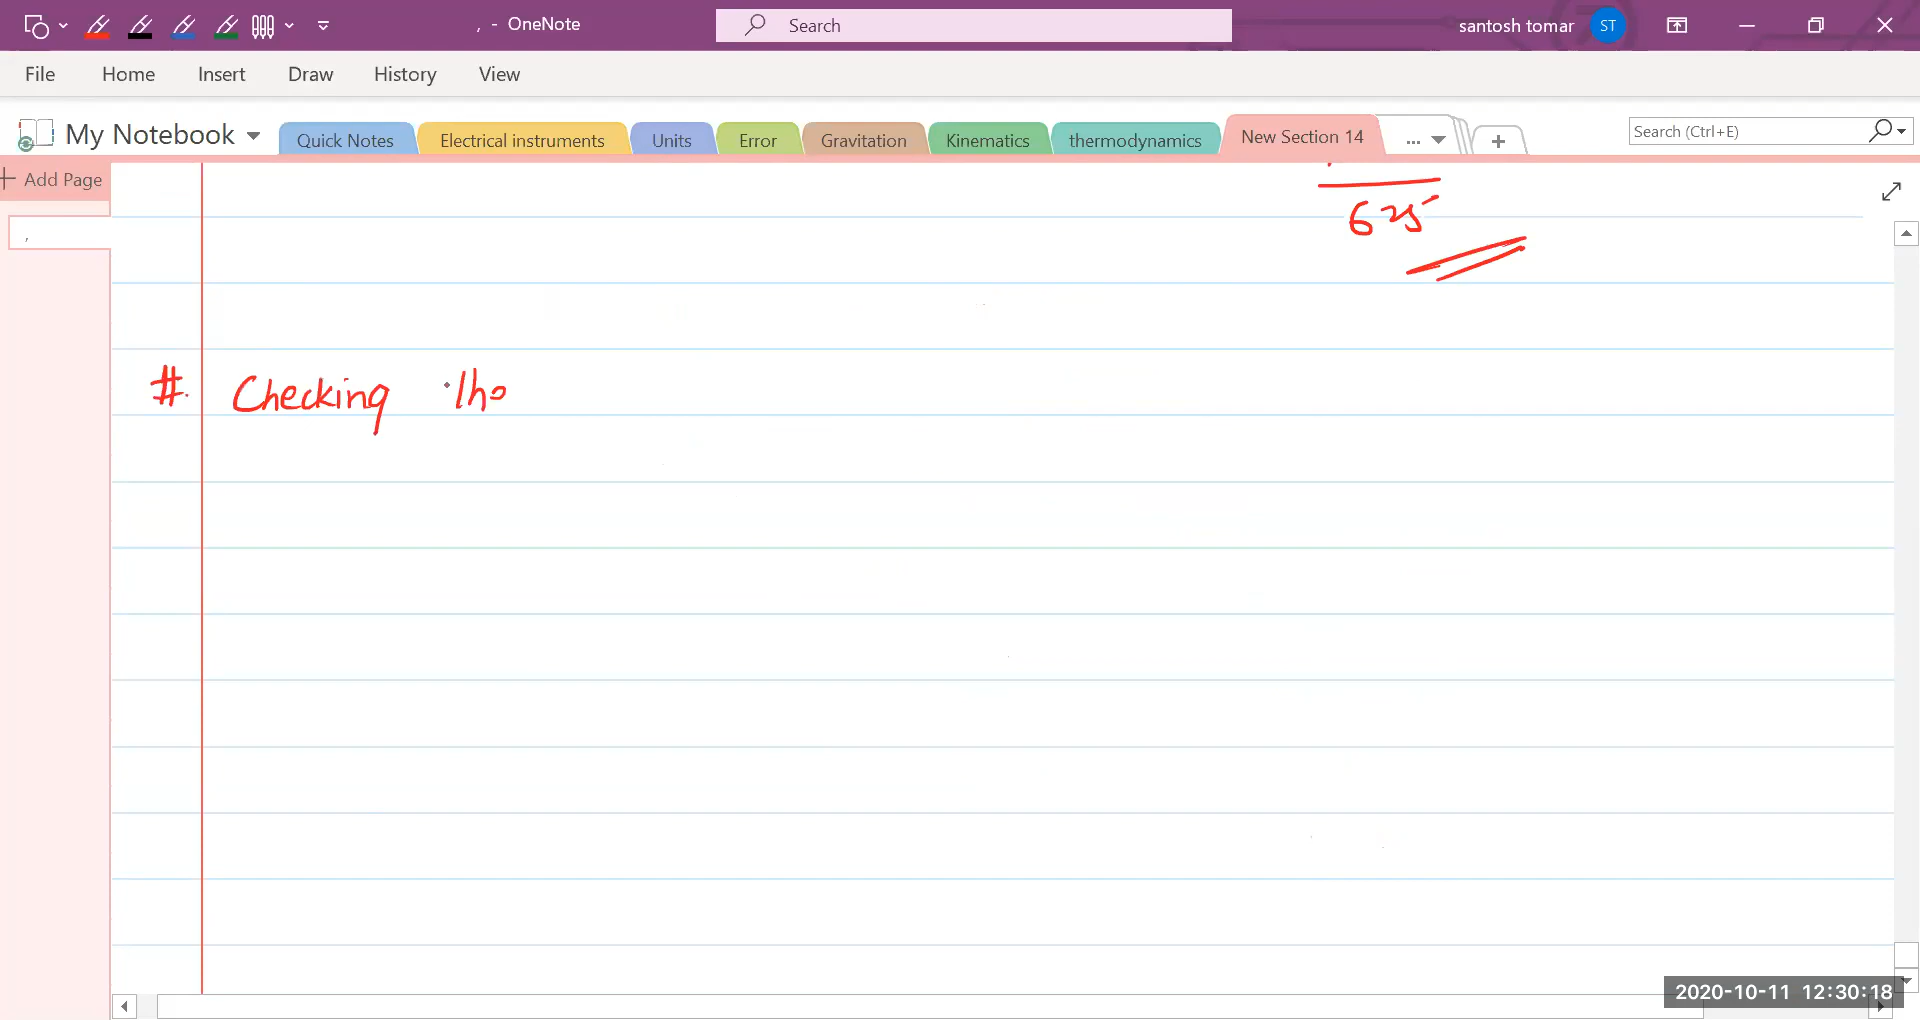 , - OneNote
Search
santosh tomar ST
File Home Insert Draw History View
My Notebook
Quick Notes Electrical instruments Units Error Gravitation Kinematics thermodynamics New Section 14 ...
Search (Ctrl+E)
Add Page
,
625
# Checking
2020-10-11 12:30:18